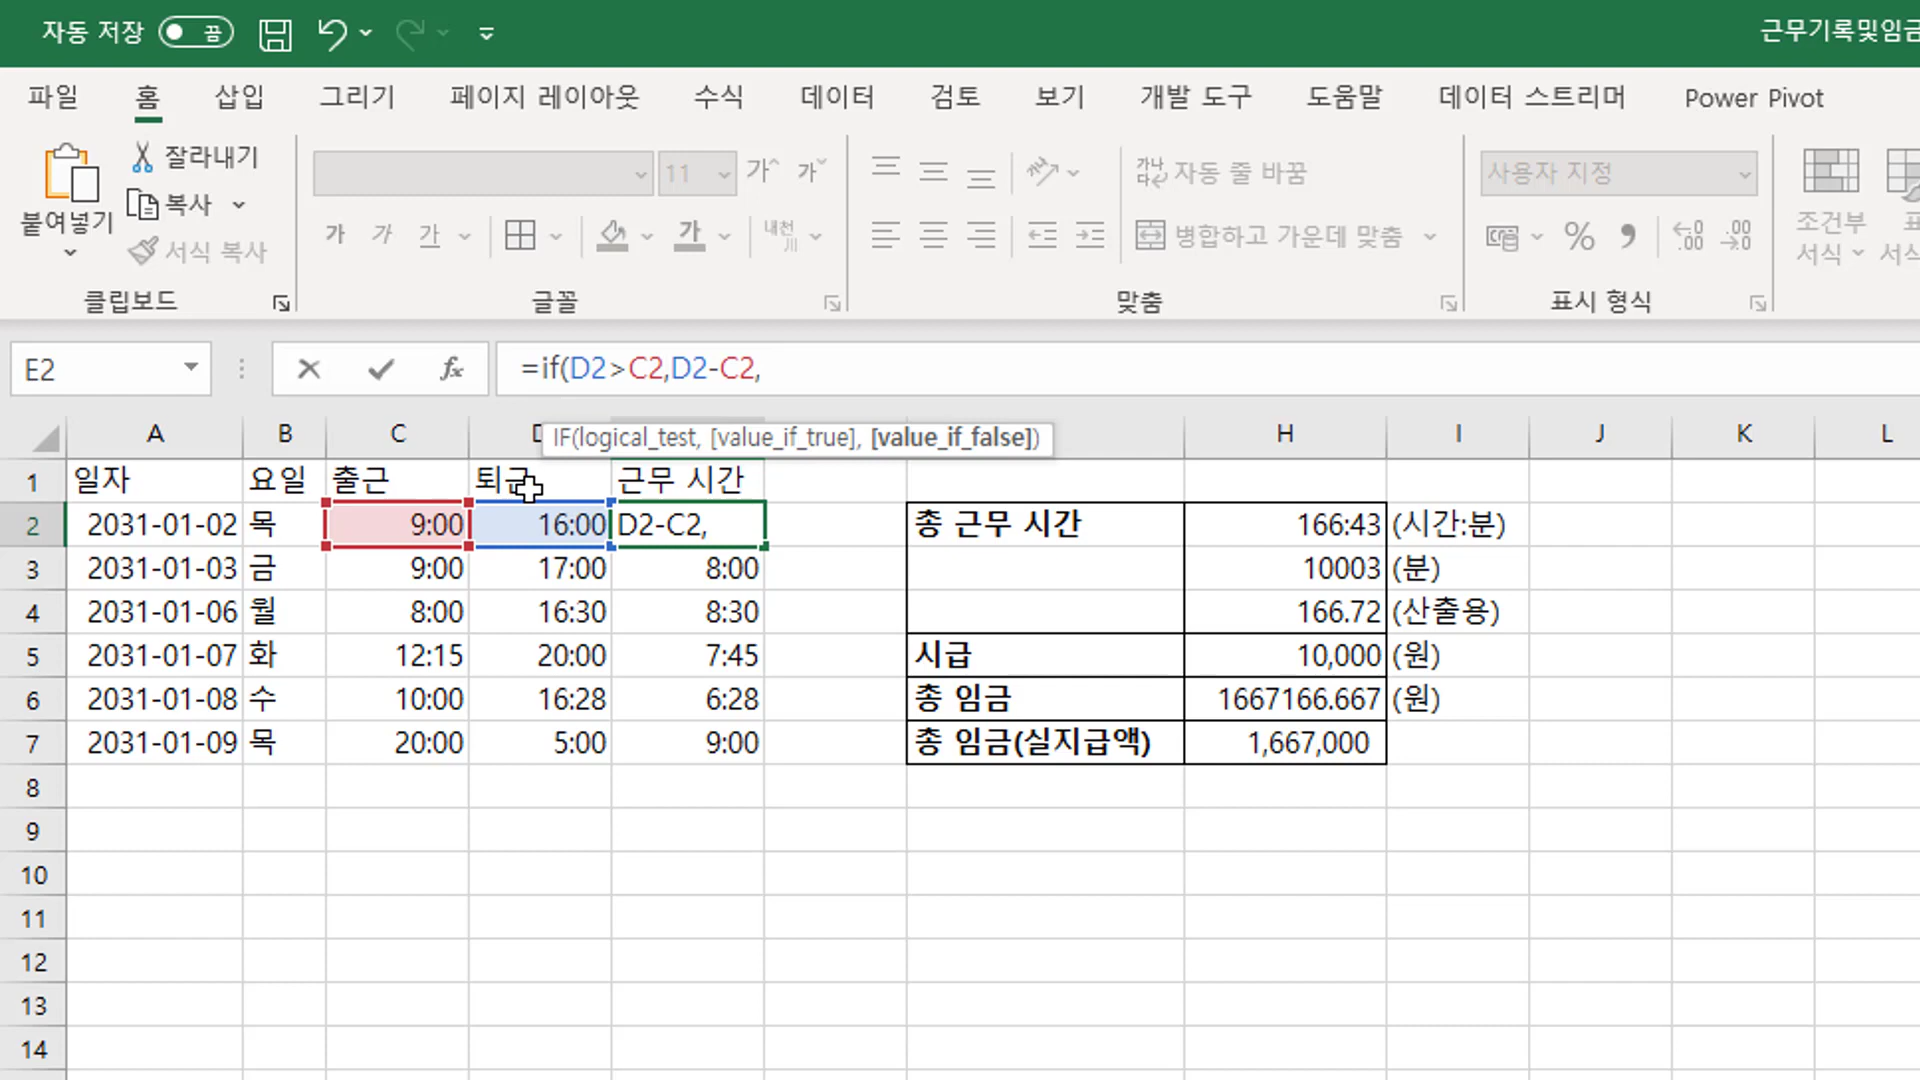 자동 저장 끔 근무기록및임금
파일 홈 삽입 그리기 페이지 레이아웃 수식 데이터 검토 보기 개발 도구 도움말 데이터 스트리머 Power Pivot
붙여넣기 잘라내기 복사 서식 복사 클립보드
11 가 가 가 가 간 가 내천 글꼴
가나다 자동 줄 바꿈 병합하고 가운데 맞춤 맞춤
사용자 지정 % .00 .00 표시 형식
조건부 서식
E2 fx =if(D2>C2,D2-C2,
IF(logical_test, [value_if_true], [value_if_false])
A B C D H I J K L
1 일자 요일 출근 퇴근 근무 시간
2 2031-01-02 목 9:00 16:00 D2-C2, 총 근무 시간 166:43 (시간:분)
3 2031-01-03 금 9:00 17:00 8:00 10003 (분)
4 2031-01-06 월 8:00 16:30 8:30 166.72 (산출용)
5 2031-01-07 화 12:15 20:00 7:45 시급 10,000 (원)
6 2031-01-08 수 10:00 16:28 6:28 총 임금 1667166.667 (원)
7 2031-01-09 목 20:00 5:00 9:00 총 임금(실지급액) 1,667,000
8
9
10
11
12
13
14